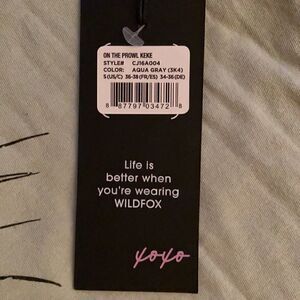 ON THE PROWL KEKE
STYLE# CJ16A004
COLOR: AQUA GRAY (3K4)
S(US/C) 36-38(FR/ES) 34-36(DE)
8 87797 03472 8
Life is
better when
you're wearing
WILDFOX
xoxo